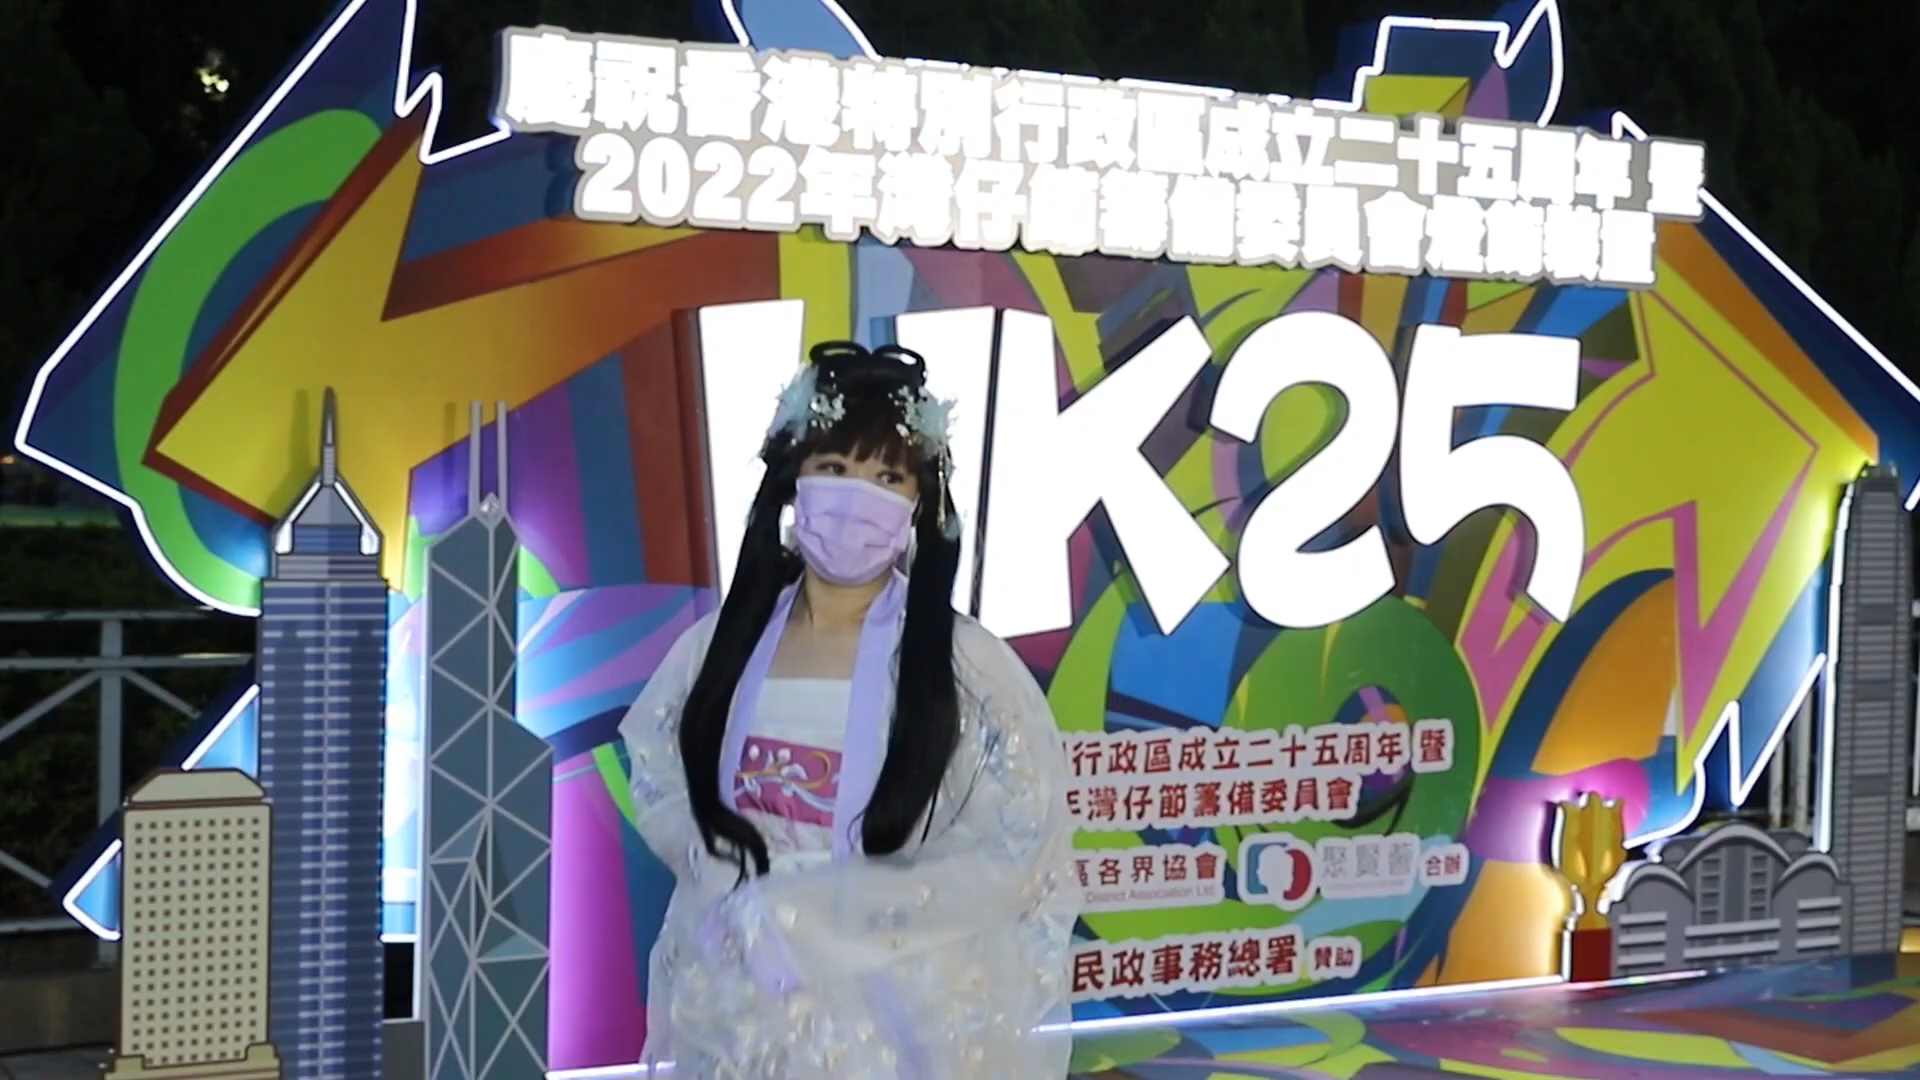 慶祝香港特別行政區成立二十五周年 暨
2022年灣仔節籌備委員會燈飾裝置
HK25
行政區成立二十五周年 暨
年灣仔節籌備委員會
區各界協會 聚賢薈 合辦
District Association Ltd.
民政事務總署 贊助